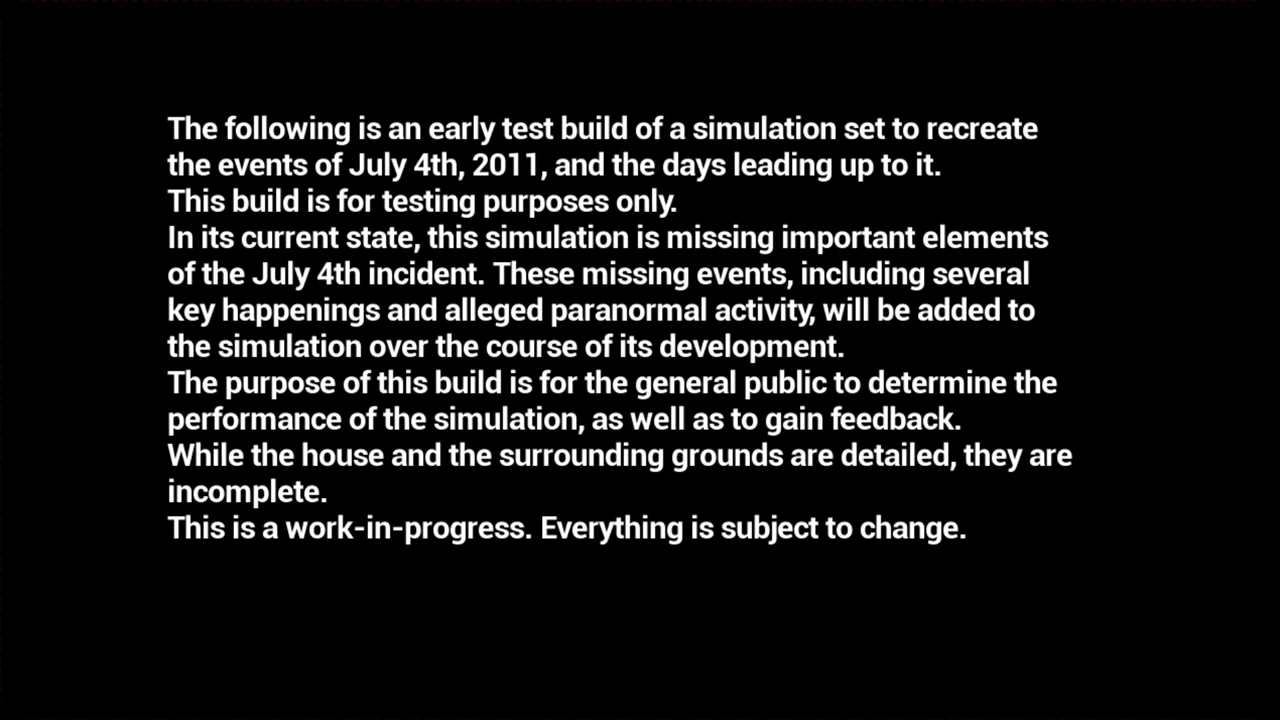 The following is an early test build of a simulation set to recreate
the events of July 4th, 2011, and the days leading up to it.
This build is for testing purposes only.
In its current state, this simulation is missing important elements
of the July 4th incident. These missing events, including several
key happenings and alleged paranormal activity, will be added to
the simulation over the course of its development.
The purpose of this build is for the general public to determine the
performance of the simulation, as well as to gain feedback.
While the house and the surrounding grounds are detailed, they are
incomplete.
This is a work-in-progress. Everything is subject to change.